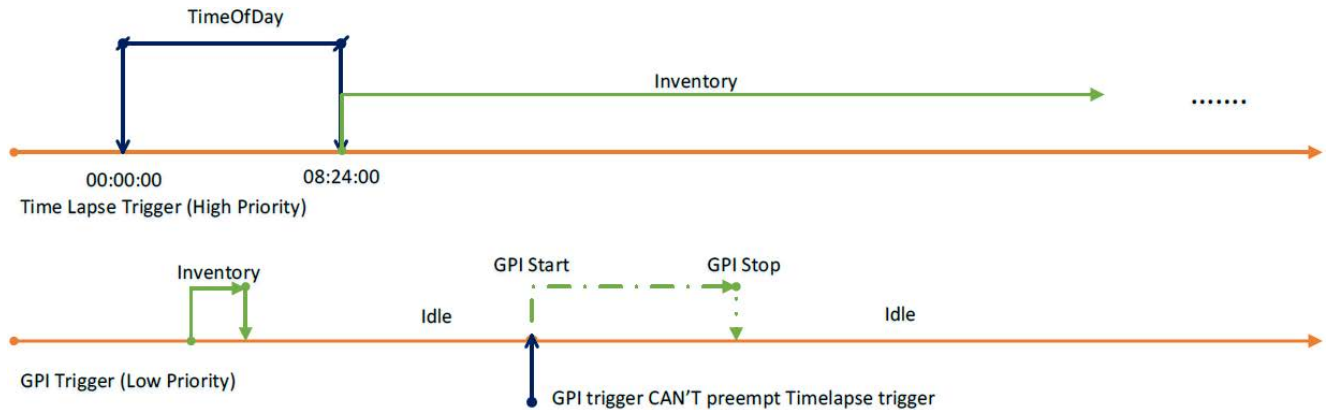 TimeOfDay
Inventory
.......
00:00:00
08:24:00
Time Lapse Trigger (High Priority)
Inventory
GPI Start
GPI Stop
Idle
Idle
GPI Trigger (Low Priority)
GPI trigger CAN'T preempt Timelapse trigger